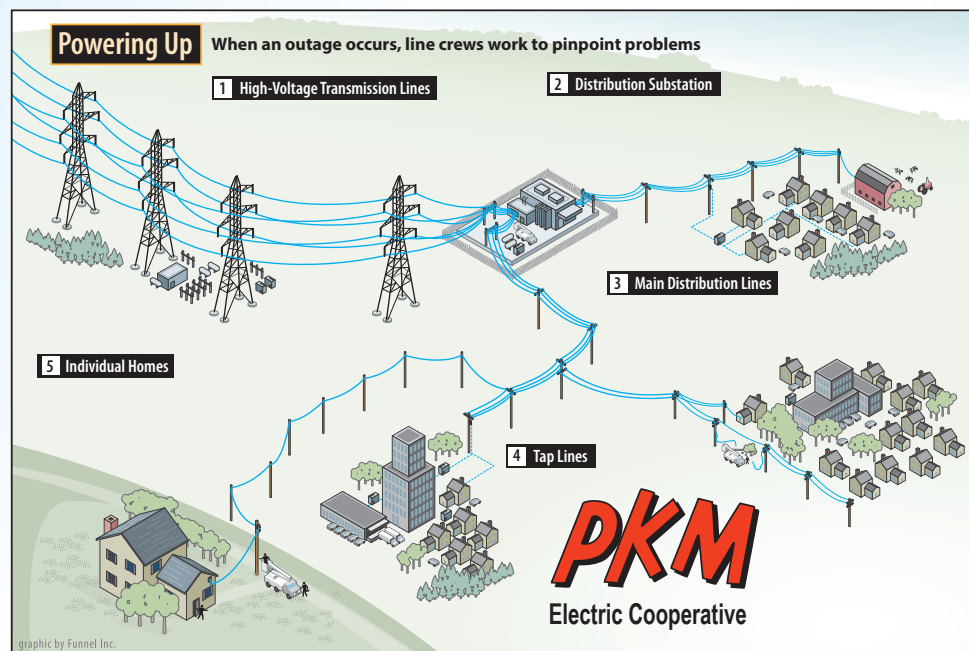 Powering Up When an outage occurs, line crews work to pinpoint problems
1 High-Voltage Transmission Lines
2 Distribution Substation
3 Main Distribution Lines
5 Individual Homes
4 Tap Lines
PKM
Electric Cooperative
graphic by Funnel Inc.